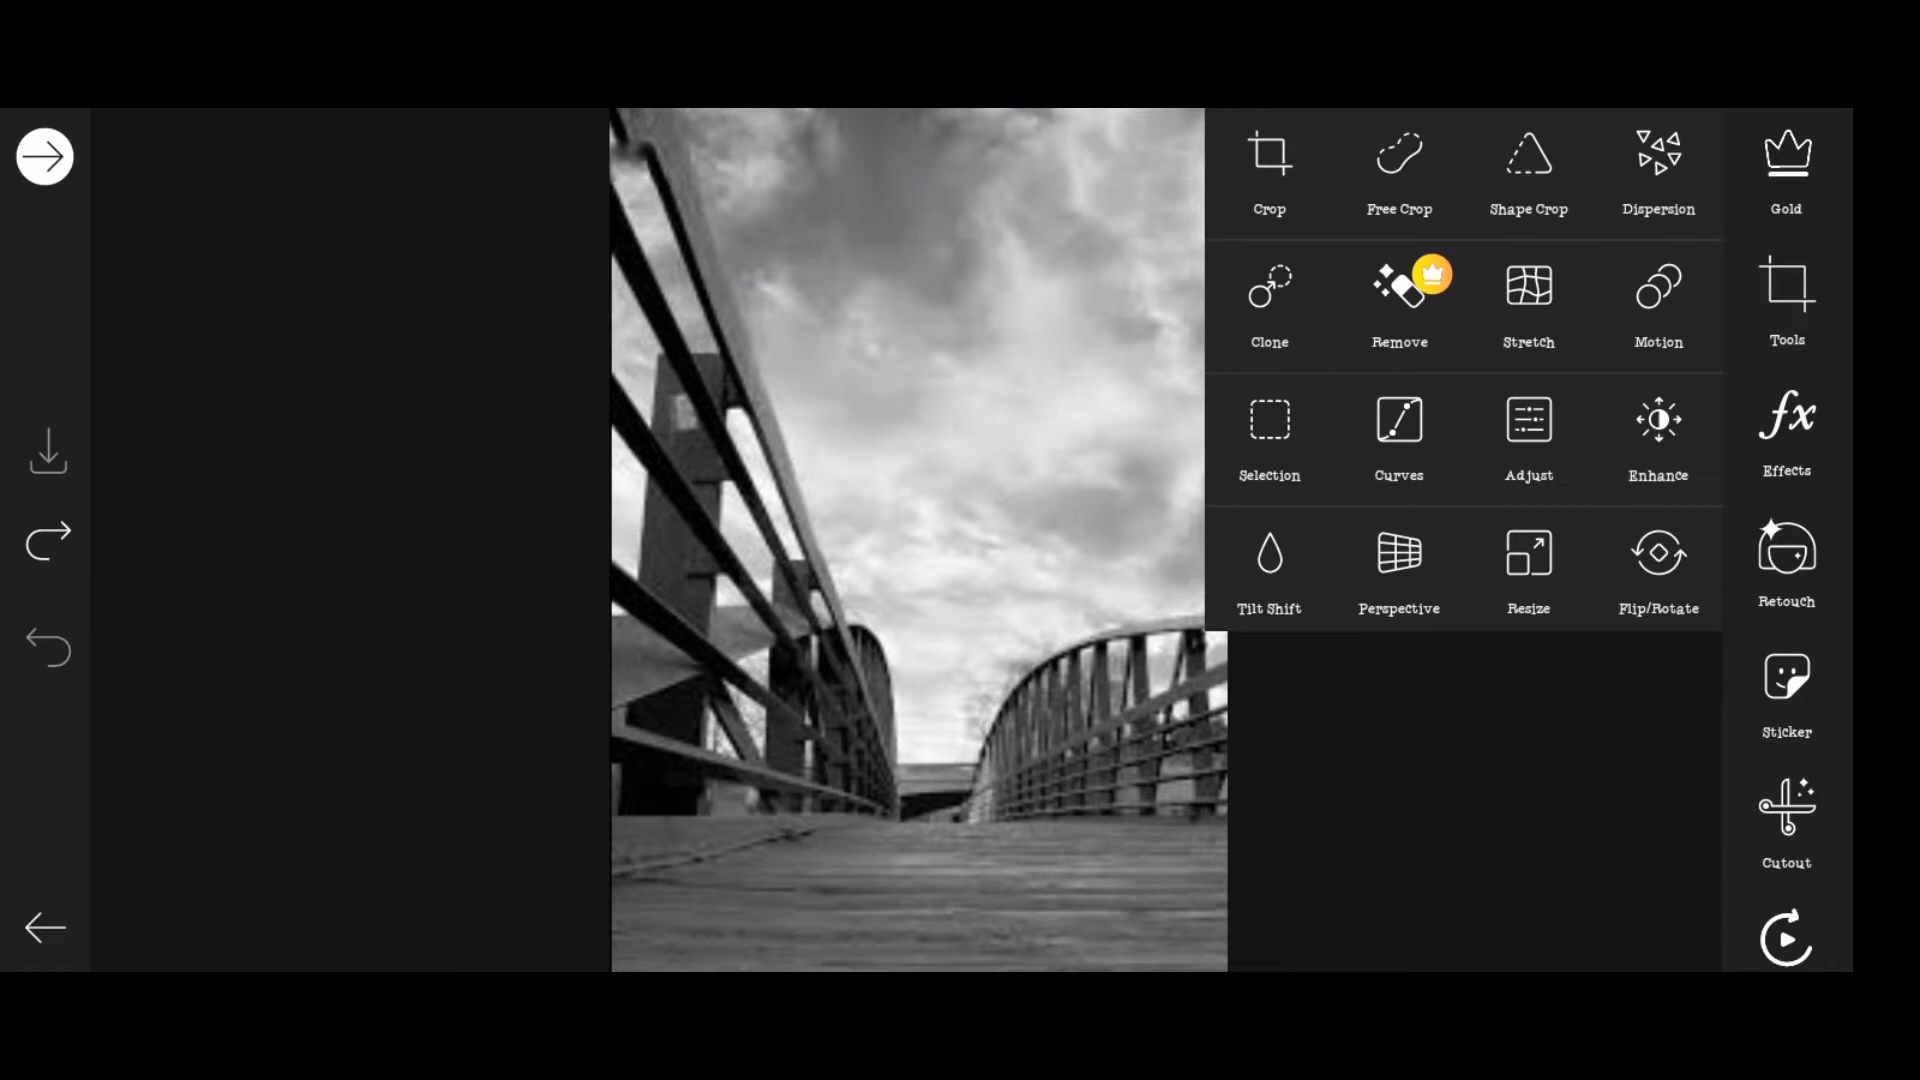 Crop Free Crop Shape Crop Dispersion
Clone Remove Stretch Motion
Selection Curves Adjust Enhance
Tilt Shift Perspective Resize Flip/Rotate
Gold
Tools
fx
Effects
Retouch
Sticker
Cutout